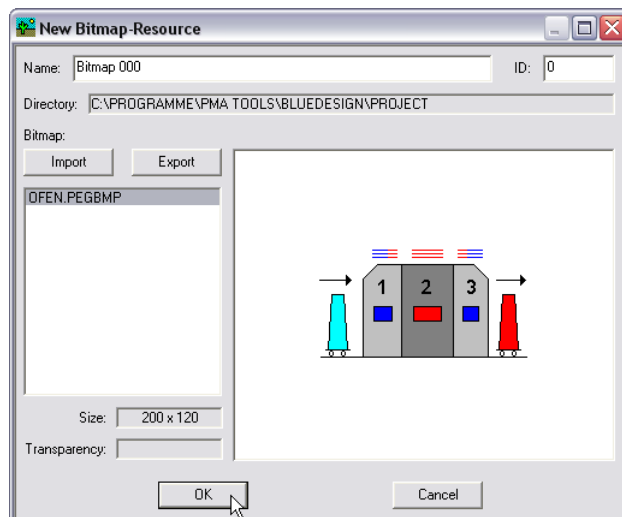 New Bitmap-Resource
Name: Bitmap 000 ID: 0
Directory: C:\PROGRAMME\PMA TOOLS\BLUEDESIGN\PROJECT
Bitmap:
Import Export
OFEN.PEGBMP
1 2 3
Size: 200 x 120
Transparency:
OK Cancel